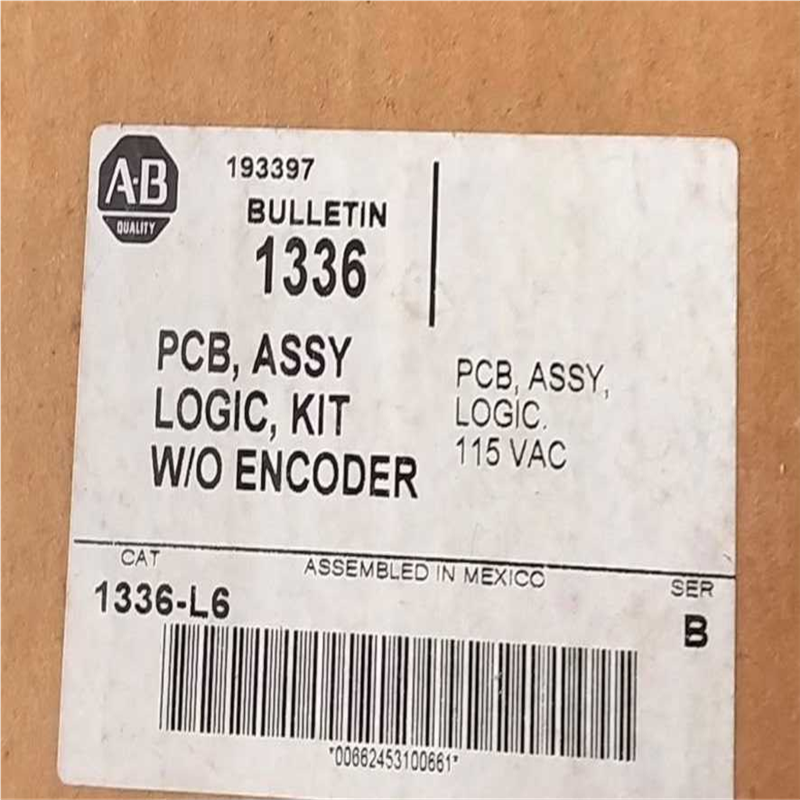 A-B
QUALITY
193397
BULLETIN
1336
PCB, ASSY
LOGIC, KIT
W/O ENCODER
PCB, ASSY,
LOGIC.
115 VAC
CAT
ASSEMBLED IN MEXICO
SER
1336-L6
B
*00662453100661*